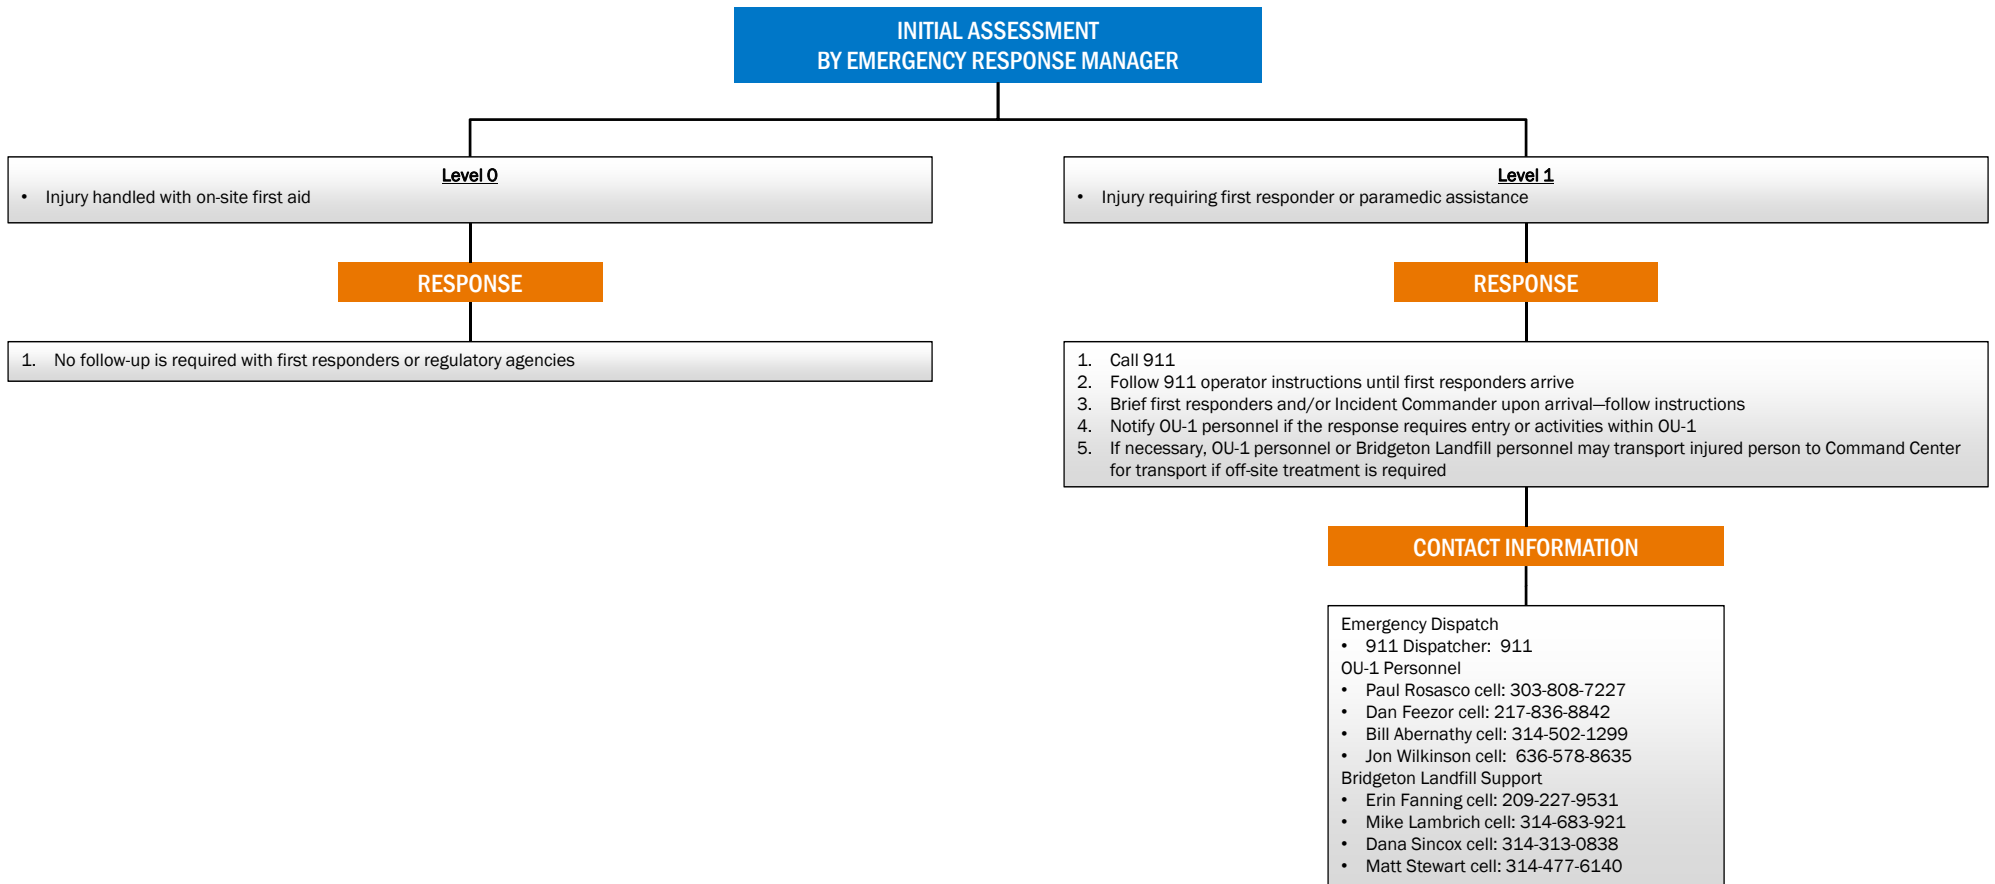 INITIAL ASSESSMENT
BY EMERGENCY RESPONSE MANAGER
Level 0
• Injury handled with on-site first aid
RESPONSE
1. No follow-up is required with first responders or regulatory agencies
Level 1
• Injury requiring first responder or paramedic assistance
RESPONSE
1. Call 911
2. Follow 911 operator instructions until first responders arrive
3. Brief first responders and/or Incident Commander upon arrival—follow instructions
4. Notify OU-1 personnel if the response requires entry or activities within OU-1
5. If necessary, OU-1 personnel or Bridgeton Landfill personnel may transport injured person to Command Center
for transport if off-site treatment is required
CONTACT INFORMATION
Emergency Dispatch
• 911 Dispatcher: 911
OU-1 Personnel
• Paul Rosasco cell: 303-808-7227
• Dan Feezor cell: 217-836-8842
• Bill Abernathy cell: 314-502-1299
• Jon Wilkinson cell: 636-578-8635
Bridgeton Landfill Support
• Erin Fanning cell: 209-227-9531
• Mike Lambrich cell: 314-683-921
• Dana Sincox cell: 314-313-0838
• Matt Stewart cell: 314-477-6140